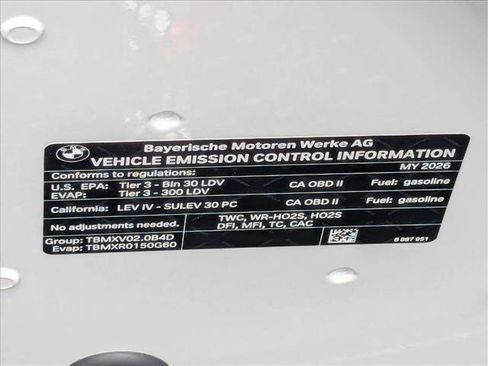 BMW
Bayerische Motoren Werke AG
VEHICLE EMISSION CONTROL INFORMATION
Conforms to regulations: MY 2026
U.S. EPA: Tier 3 - Bin 30 LDV CA OBD II Fuel: gasoline
EVAP: Tier 3 - 300 LDV
California: LEV IV - SULEV 30 PC CA OBD II Fuel: gasoline
No adjustments needed. TWC, WR-HO2S, HO2S
DFI, MFI, TC, CAC
Group: TBMXV02.0B4D
Evap: TBMXR0150G60 8 887 951